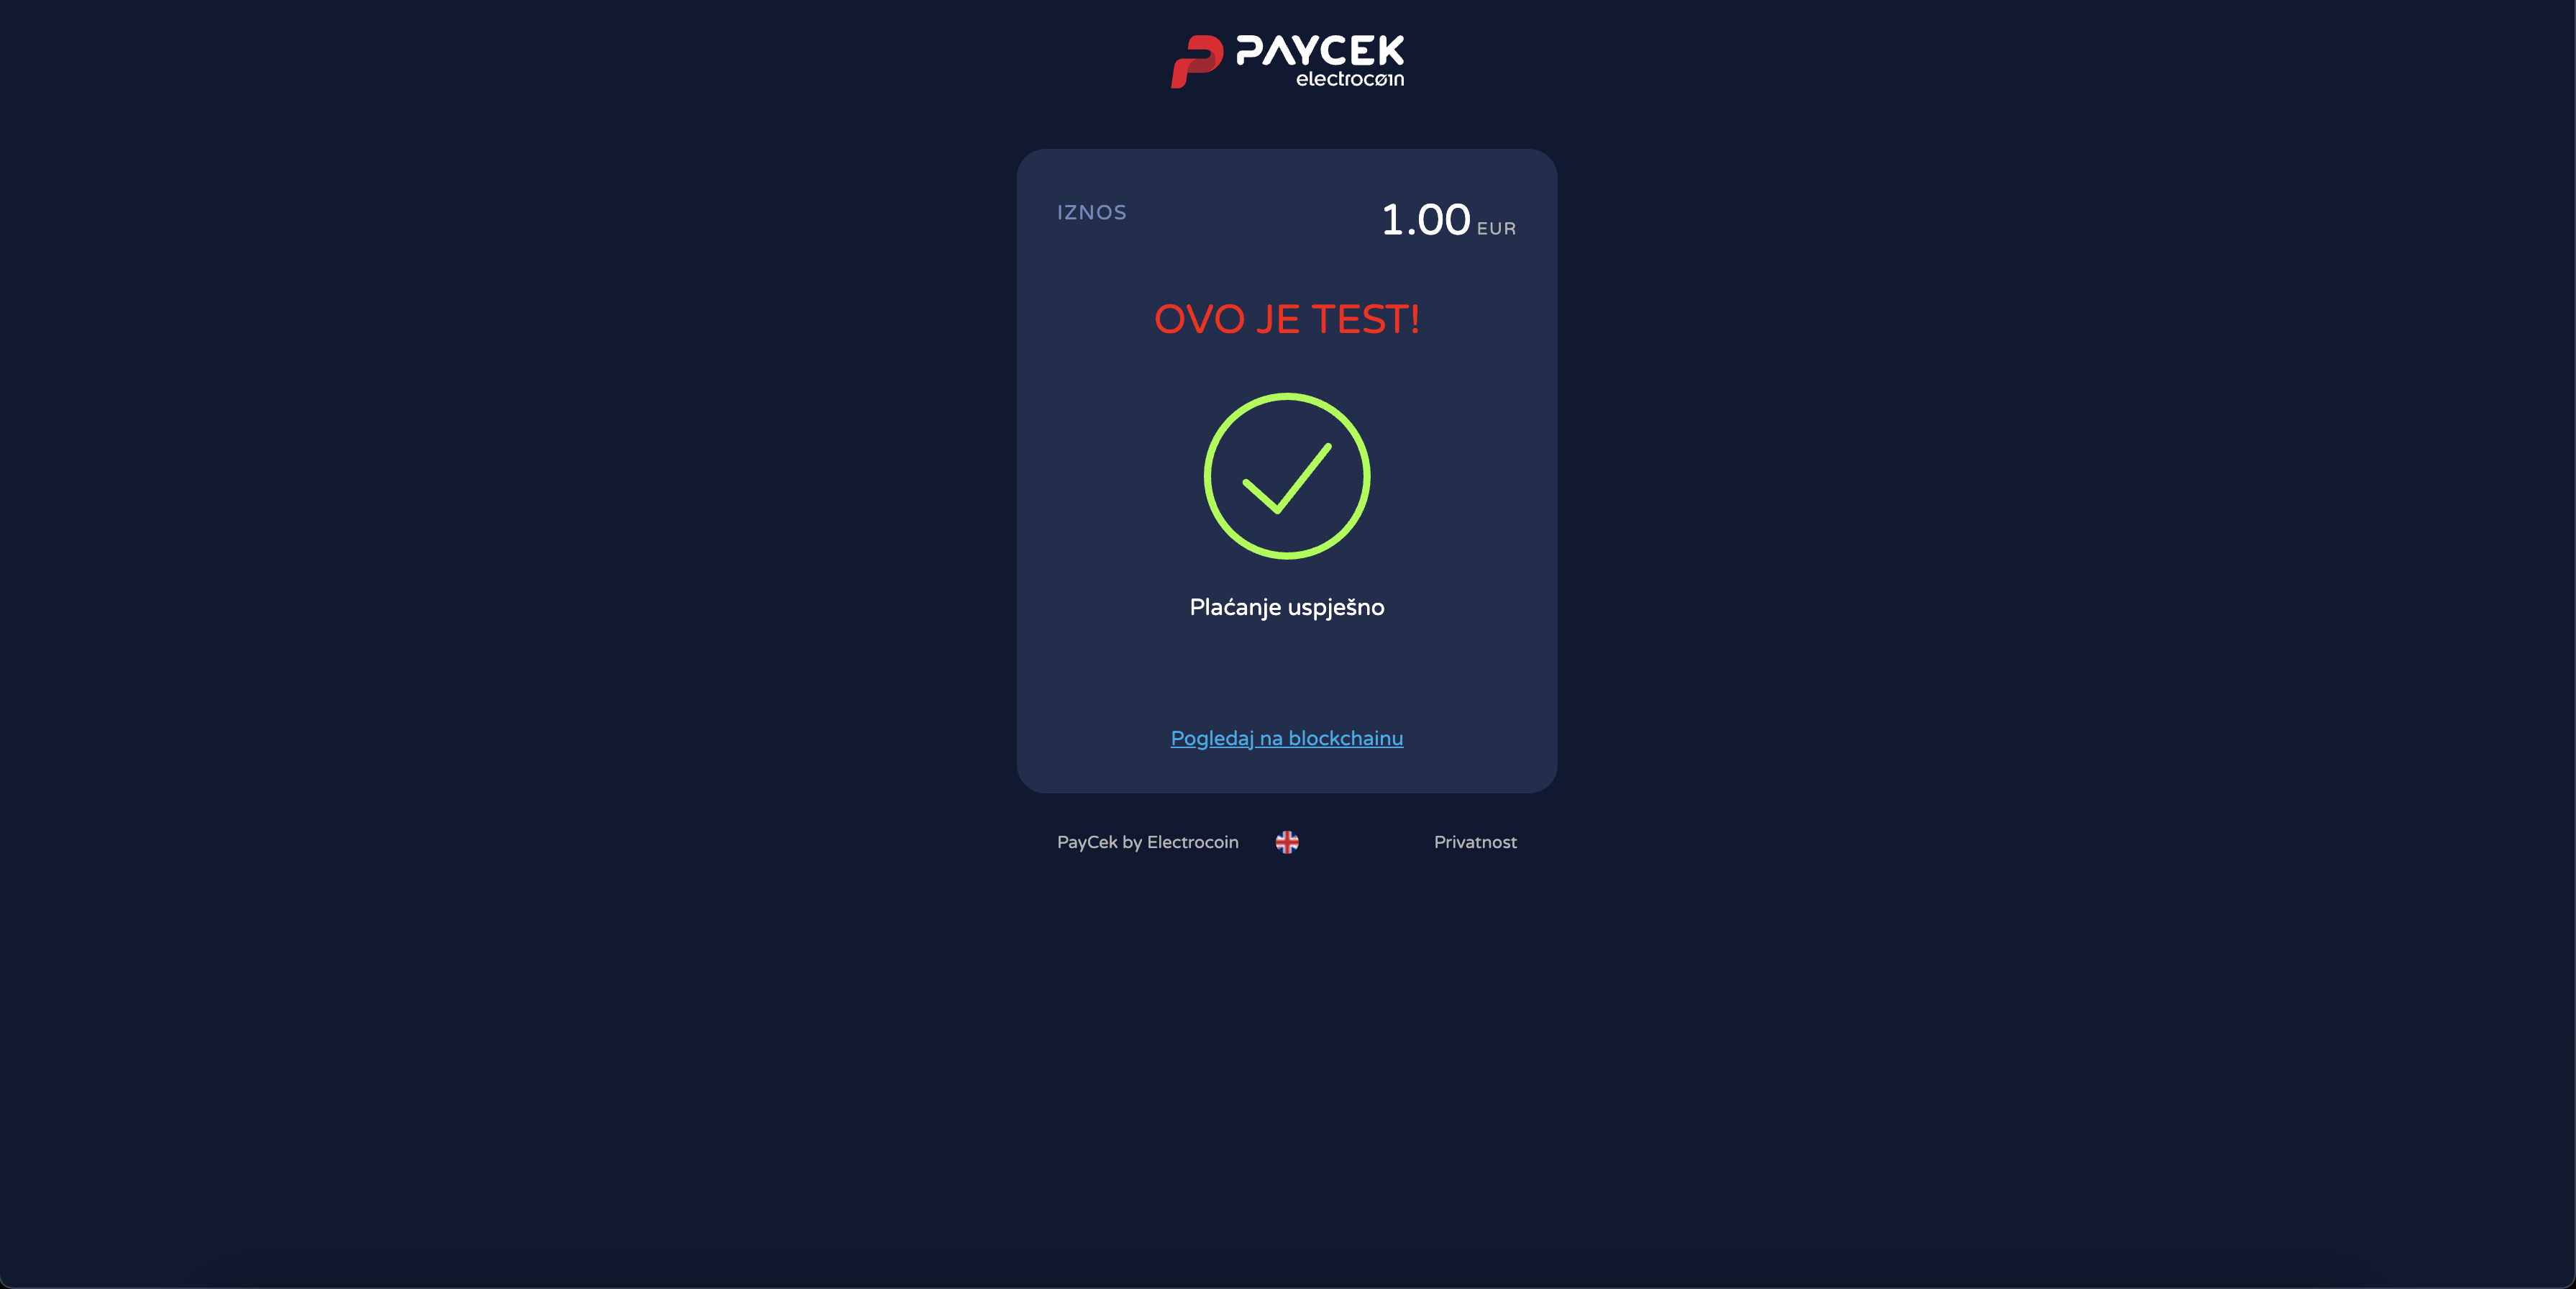 PAYCEK
electrocoin
IZNOS
1.00 EUR
OVO JE TEST!
Plaćanje uspješno
Pogledaj na blockchainu
PayCek by Electrocoin
Privatnost